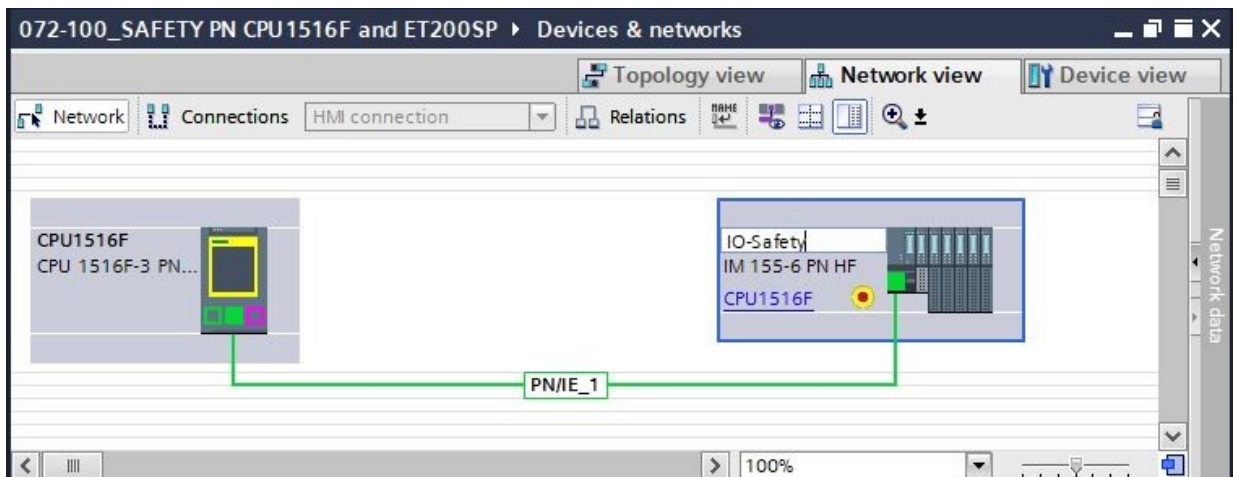 072-100_SAFETY PN CPU1516F and ET200SP ▸ Devices & networks
Topology view Network view Device view
Network Connections HMI connection Relations
NAME
CPU1516F
CPU 1516F-3 PN...
IO-Safety
IM 155-6 PN HF
CPU1516F
PN/IE_1
Network data
100%